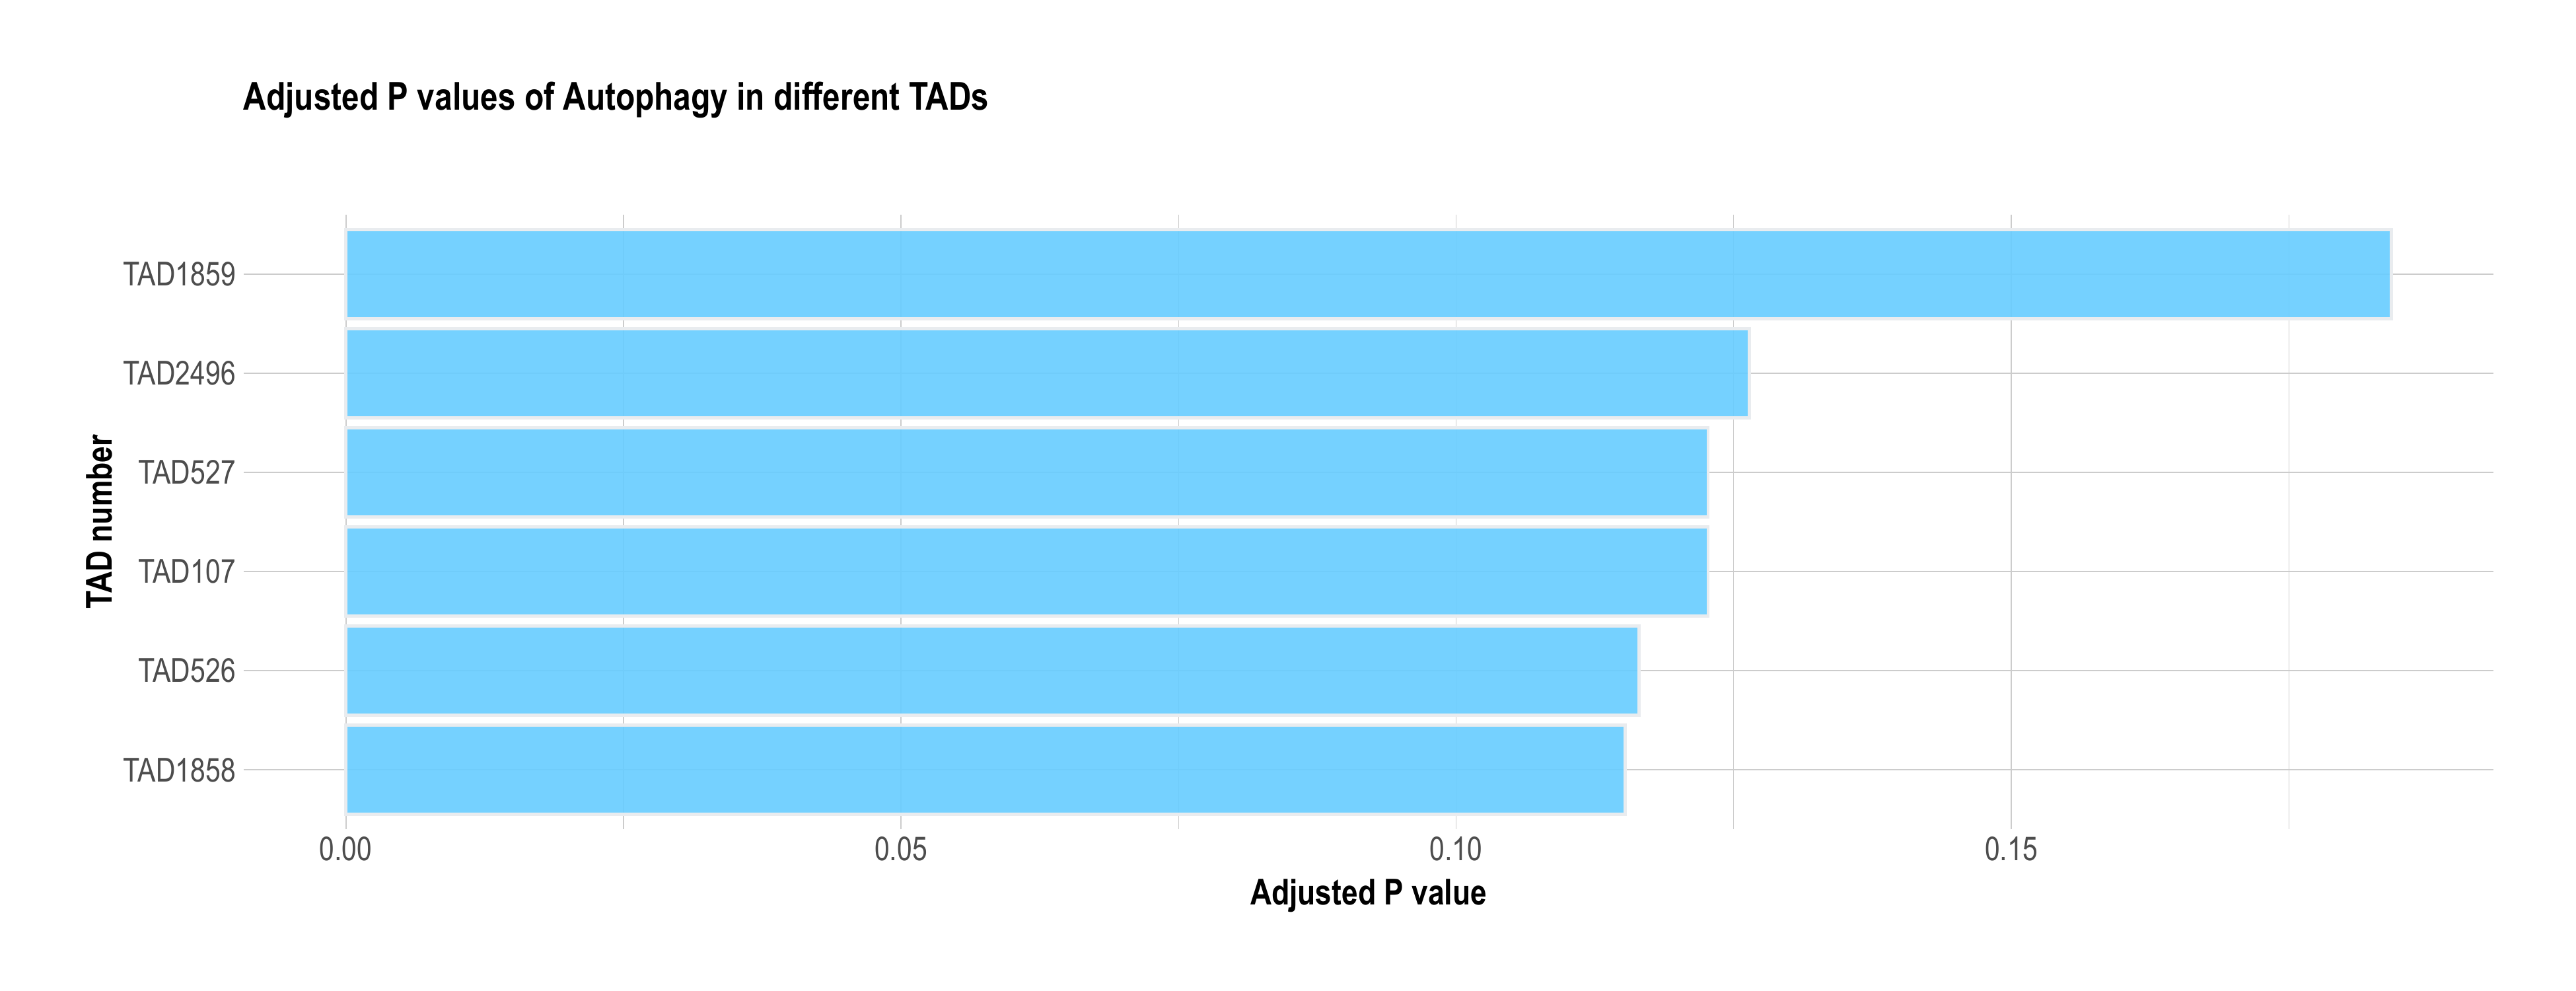 Adjusted P values of Autophagy in different TADs
TAD1859
TAD2496
TAD527
TAD107
TAD526
TAD1858
TAD number
0.00 0.05 0.10 0.15
Adjusted P value